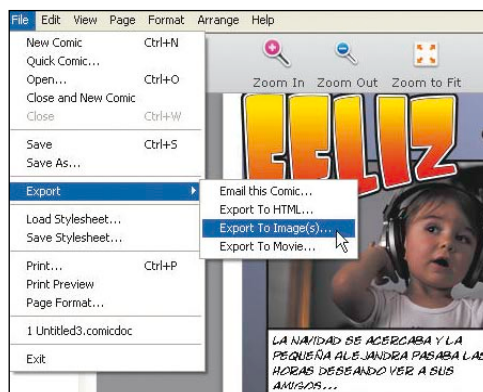 File Edit View Page Format Arrange Help
New Comic Ctrl+N
Quick Comic...
Open... Ctrl+O
Close and New Comic
Close Ctrl+W
Save Ctrl+S
Save As...
Export
Load Stylesheet...
Save Stylesheet...
Print... Ctrl+P
Print Preview
Page Format...
1 Untitled3.comicdoc
Exit
Email this Comic...
Export To HTML...
Export To Image(s)...
Export To Movie...
Zoom In Zoom Out Zoom to Fit
FELIZ
LA NAVIDAD SE ACERCABA Y LA
PEQUEÑA ALEJANDRA PASABA LAS
HORAS DESEANDO VER A SUS
AMIGOS...